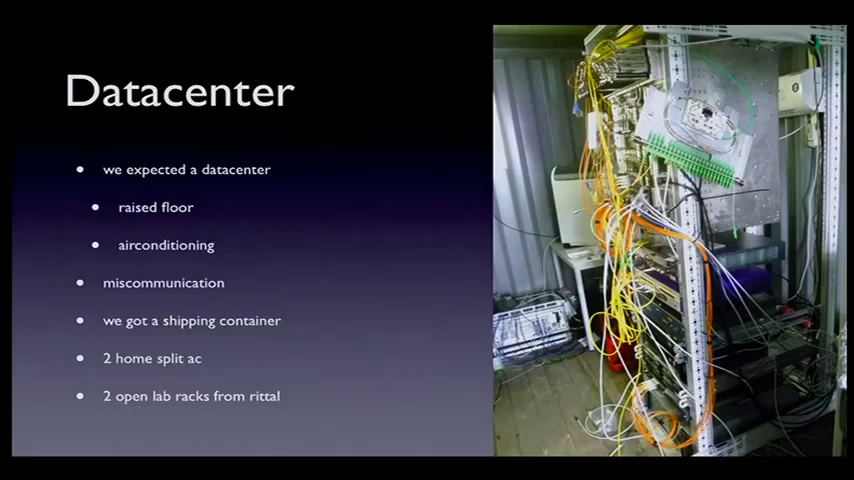 Datacenter
we expected a datacenter
raised floor
airconditioning
miscommunication
we got a shipping container
2 home split ac
2 open lab racks from rittal